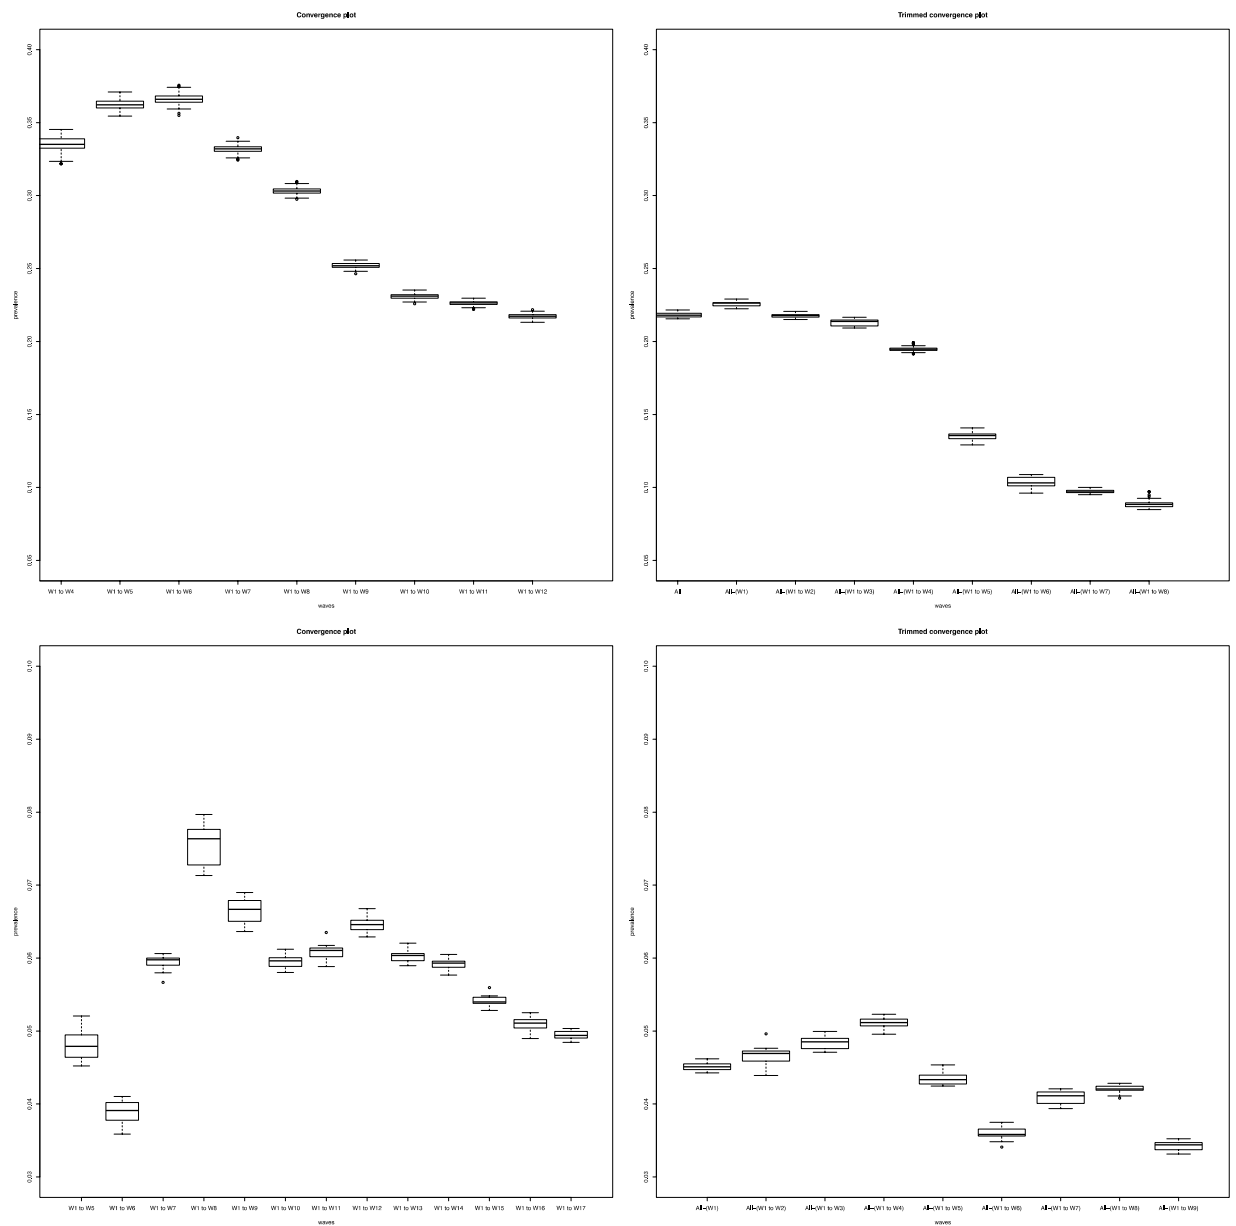 Convergence plot
prevalence
0.40
0.35
0.30
0.25
0.20
0.15
0.10
0.05
W1 to W4 W1 to W5 W1 to W6 W1 to W7 W1 to W8 W1 to W9 W1 to W10 W1 to W11 W1 to W12
waves
Trimmed convergence plot
prevalence
0.40
0.35
0.30
0.25
0.20
0.15
0.10
0.05
All All-(W1) All-(W1 to W2) All-(W1 to W3) All-(W1 to W4) All-(W1 to W5) All-(W1 to W6) All-(W1 to W7) All-(W1 to W8)
waves
Convergence plot
prevalence
0.10
0.09
0.08
0.07
0.06
0.05
0.04
0.03
W1 to W5 W1 to W6 W1 to W7 W1 to W8 W1 to W9 W1 to W10 W1 to W11 W1 to W12 W1 to W13 W1 to W14 W1 to W15 W1 to W16 W1 to W17
waves
Trimmed convergence plot
prevalence
0.10
0.09
0.08
0.07
0.06
0.05
0.04
0.03
All-(W1) All-(W1 to W2) All-(W1 to W3) All-(W1 to W4) All-(W1 to W5) All-(W1 to W6) All-(W1 to W7) All-(W1 to W8) All-(W1 to W9)
waves